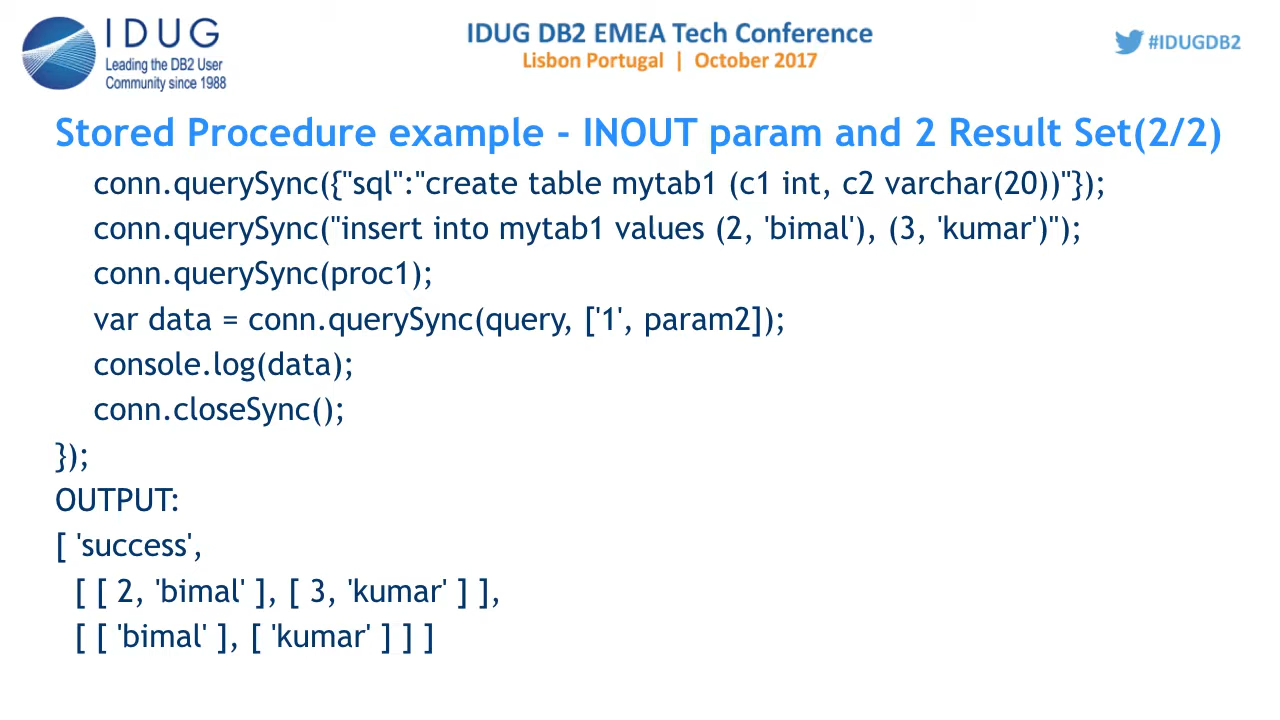 IDUG
Leading the DB2 User
Community since 1988
IDUG DB2 EMEA Tech Conference
Lisbon Portugal | October 2017
#IDUGDB2
Stored Procedure example - INOUT param and 2 Result Set(2/2)
conn.querySync({"sql":"create table mytab1 (c1 int, c2 varchar(20))"});
conn.querySync("insert into mytab1 values (2, 'bimal'), (3, 'kumar')");
conn.querySync(proc1);
var data = conn.querySync(query, ['1', param2]);
console.log(data);
conn.closeSync();
});
OUTPUT:
[ 'success',
[ [ 2, 'bimal' ], [ 3, 'kumar' ] ],
[ [ 'bimal' ], [ 'kumar' ] ] ]